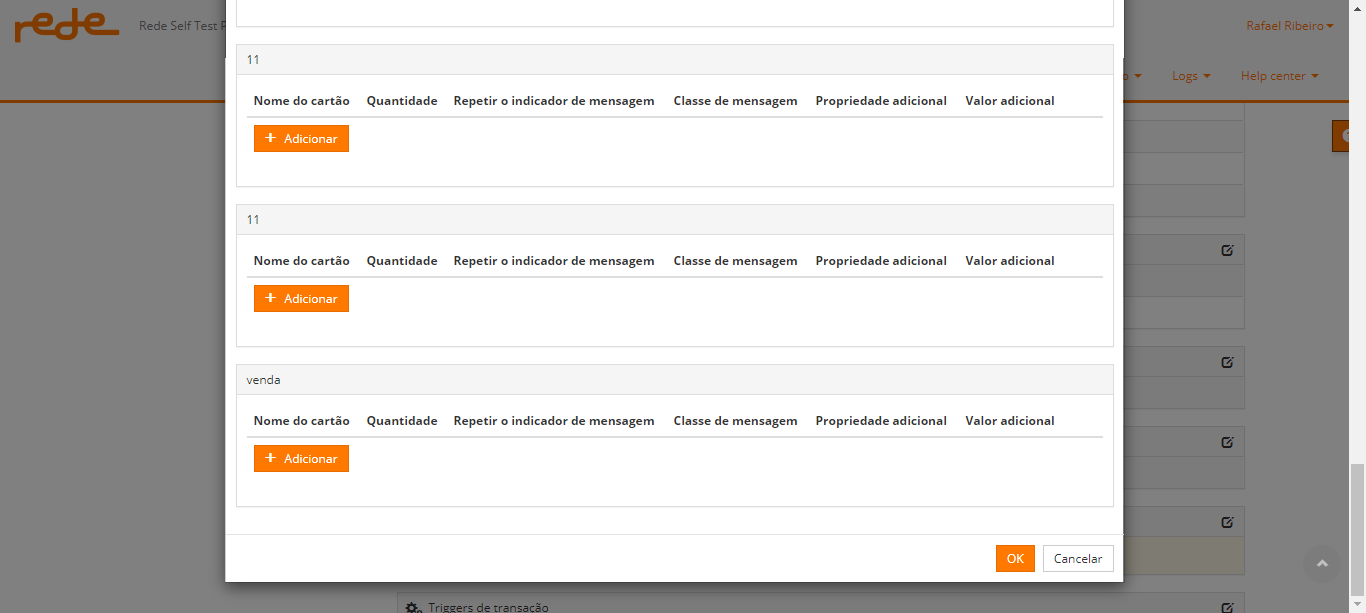 rede
Rede Self Test
Rafael Ribeiro
Logs
Help center
11
Nome do cartão Quantidade Repetir o indicador de mensagem Classe de mensagem Propriedade adicional Valor adicional
+ Adicionar
11
Nome do cartão Quantidade Repetir o indicador de mensagem Classe de mensagem Propriedade adicional Valor adicional
+ Adicionar
venda
Nome do cartão Quantidade Repetir o indicador de mensagem Classe de mensagem Propriedade adicional Valor adicional
+ Adicionar
OK Cancelar
Triggers de transação